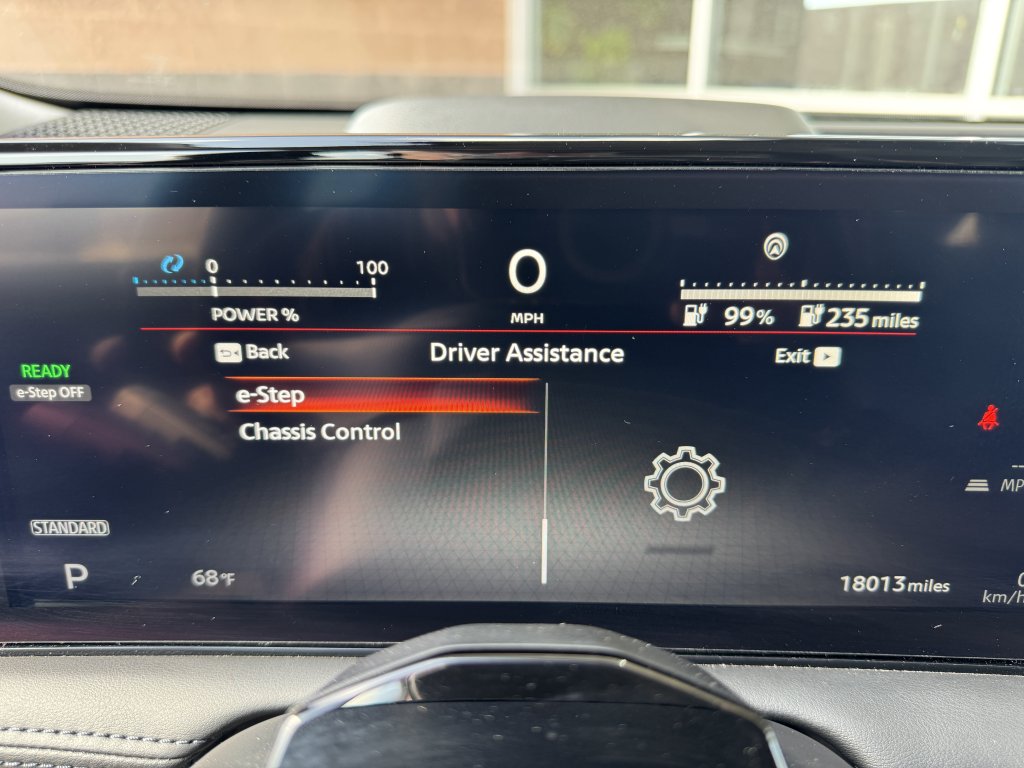 0 100
POWER %
0
MPH
99% 235 miles
Back Driver Assistance Exit
READY
e-Step OFF
e-Step
Chassis Control
STANDARD
P
68°F
18013 miles
km/h